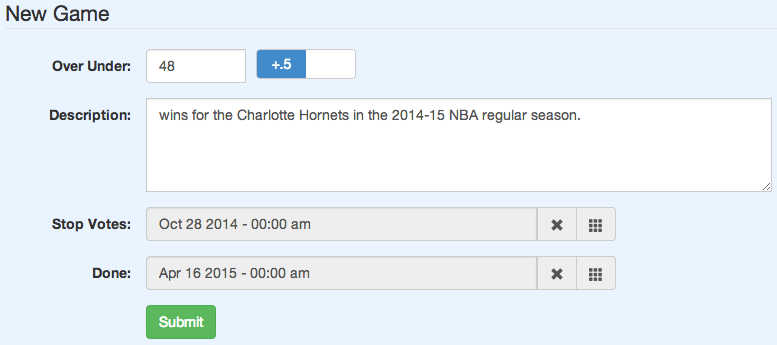 New Game
Over Under: 48 +.5
Description: wins for the Charlotte Hornets in the 2014-15 NBA regular season.
Stop Votes: Oct 28 2014 - 00:00 am
Done: Apr 16 2015 - 00:00 am
Submit